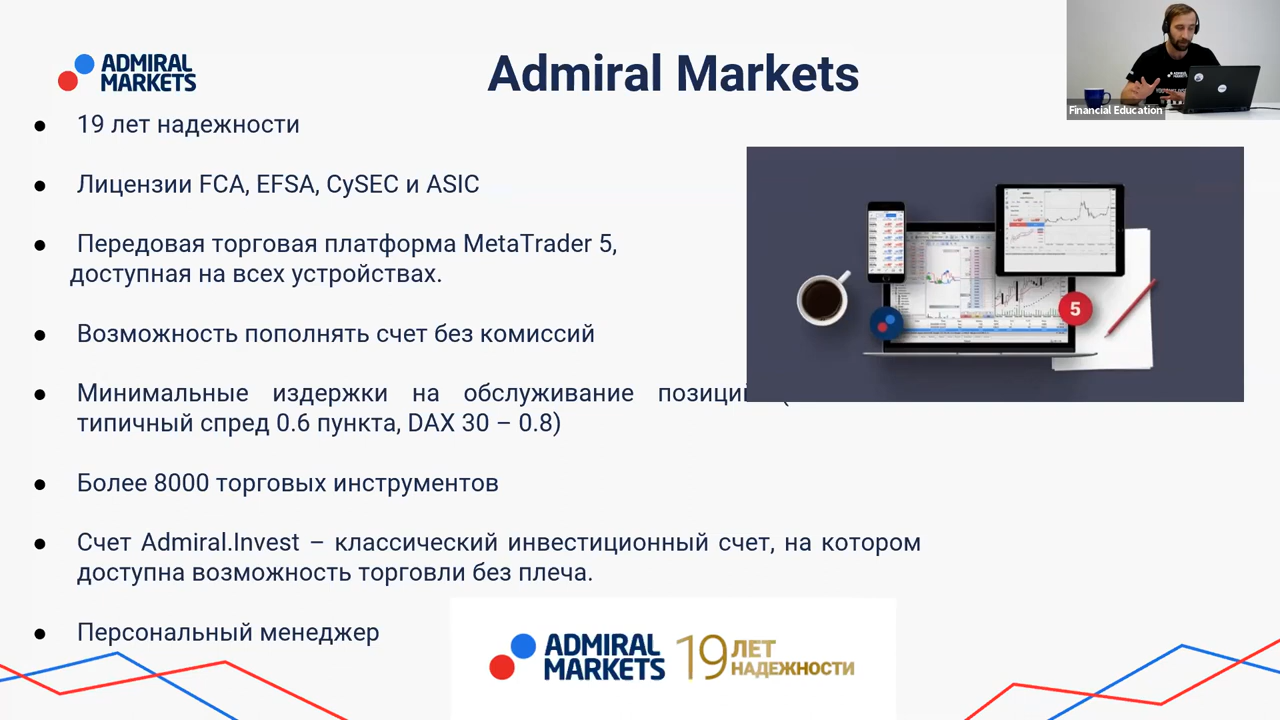 ADMIRAL
MARKETS
Admiral Markets
Financial Education
● 19 лет надежности
● Лицензии FCA, EFSA, CySEC и ASIC
● Передовая торговая платформа MetaTrader 5,
доступная на всех устройствах.
● Возможность пополнять счет без комиссий
● Минимальные издержки на обслуживание позиций
типичный спред 0.6 пункта, DAX 30 – 0.8)
5
● Более 8000 торговых инструментов
● Счет Admiral.Invest – классический инвестиционный счет, на котором
доступна возможность торговли без плеча.
● Персональный менеджер
ADMIRAL
MARKETS
19 ЛЕТ
НАДЕЖНОСТИ